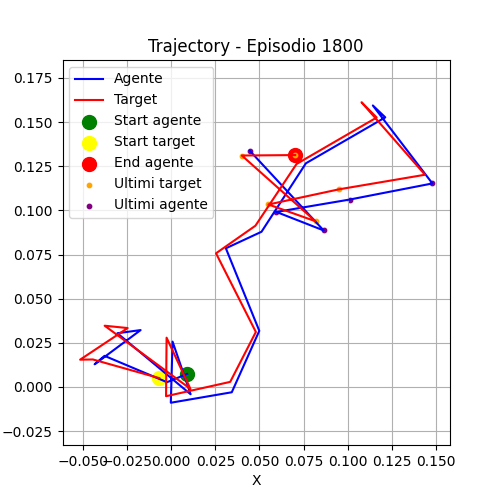 Trajectory - Episodio 1800
Agente
Target
Start agente
Start target
End agente
Ultimi target
Ultimi agente
0.175
0.150
0.125
0.100
0.075
0.050
0.025
0.000
−0.025
−0.050 −0.025 0.000 0.025 0.050 0.075 0.100 0.125 0.150
X